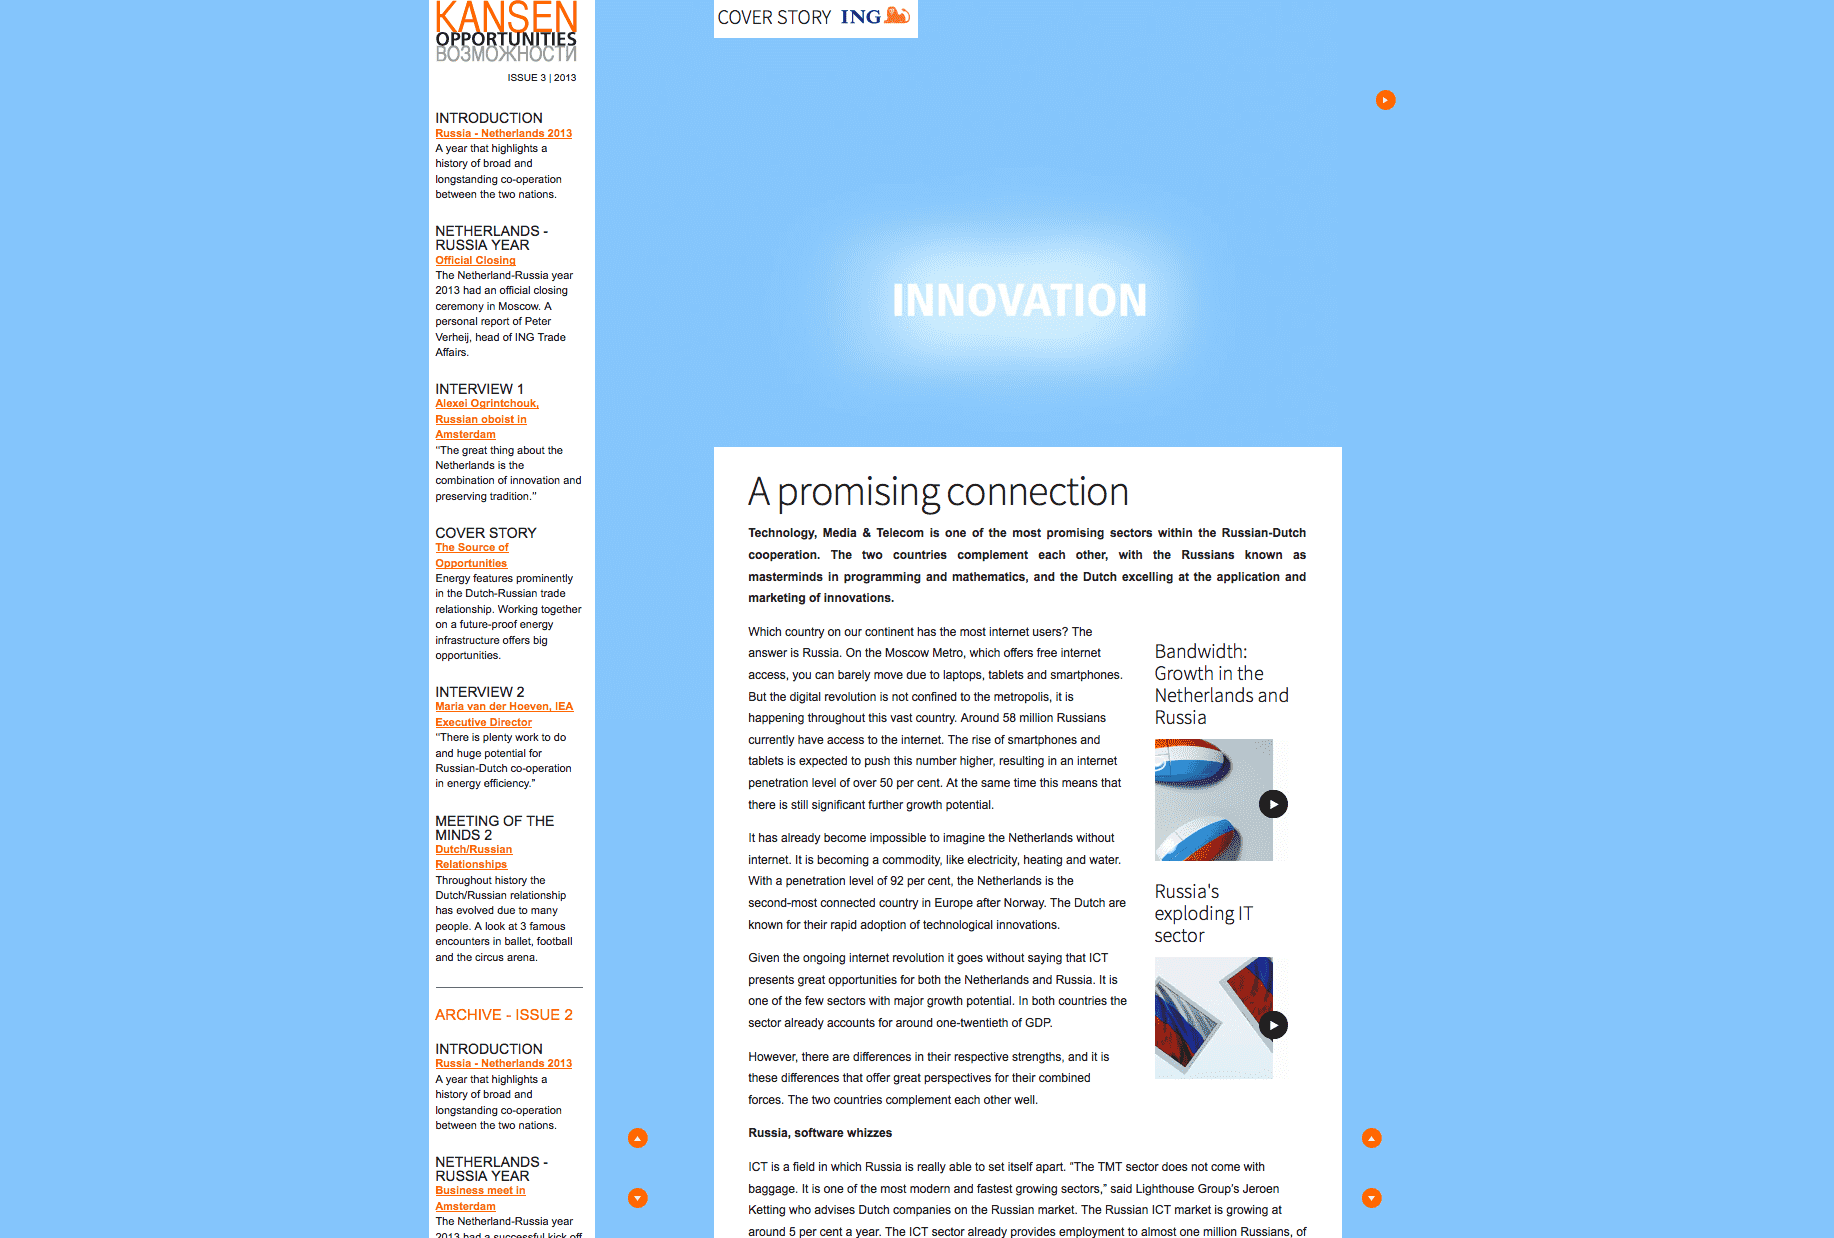 KANSEN
OPPORTUNITIES
ВОЗМОЖНОСТИ
ISSUE 3 | 2013
INTRODUCTION
Russia - Netherlands 2013
A year that highlights a
history of broad and
longstanding co-operation
between the two nations.
NETHERLANDS -
RUSSIA YEAR
Official Closing
The Netherland-Russia year
2013 had an official closing
ceremony in Moscow. A
personal report of Peter
Verheij, head of ING Trade
Affairs.
INTERVIEW 1
Alexei Ogrintchouk,
Russian oboist in
Amsterdam
"The great thing about the
Netherlands is the
combination of innovation and
preserving tradition."
COVER STORY
The Source of
Opportunities
Energy features prominently
in the Dutch-Russian trade
relationship. Working together
on a future-proof energy
infrastructure offers big
opportunities.
INTERVIEW 2
Maria van der Hoeven, IEA
Executive Director
"There is plenty work to do
and huge potential for
Russian-Dutch co-operation
in energy efficiency."
MEETING OF THE
MINDS 2
Dutch/Russian
Relationships
Throughout history the
Dutch/Russian relationship
has evolved due to many
people. A look at 3 famous
encounters in ballet, football
and the circus arena.
ARCHIVE - ISSUE 2
INTRODUCTION
Russia - Netherlands 2013
A year that highlights a
history of broad and
longstanding co-operation
between the two nations.
NETHERLANDS -
RUSSIA YEAR
Business meet in
Amsterdam
The Netherland-Russia year
2013 had a successful kick off
COVER STORY ING
INNOVATION
A promising connection
Technology, Media & Telecom is one of the most promising sectors within the Russian-Dutch
cooperation. The two countries complement each other, with the Russians known as
masterminds in programming and mathematics, and the Dutch excelling at the application and
marketing of innovations.
Which country on our continent has the most internet users? The
answer is Russia. On the Moscow Metro, which offers free internet
access, you can barely move due to laptops, tablets and smartphones.
But the digital revolution is not confined to the metropolis, it is
happening throughout this vast country. Around 58 million Russians
currently have access to the internet. The rise of smartphones and
tablets is expected to push this number higher, resulting in an internet
penetration level of over 50 per cent. At the same time this means that
there is still significant further growth potential.
It has already become impossible to imagine the Netherlands without
internet. It is becoming a commodity, like electricity, heating and water.
With a penetration level of 92 per cent, the Netherlands is the
second-most connected country in Europe after Norway. The Dutch are
known for their rapid adoption of technological innovations.
Given the ongoing internet revolution it goes without saying that ICT
presents great opportunities for both the Netherlands and Russia. It is
one of the few sectors with major growth potential. In both countries the
sector already accounts for around one-twentieth of GDP.
However, there are differences in their respective strengths, and it is
these differences that offer great perspectives for their combined
forces. The two countries complement each other well.
Russia, software whizzes
ICT is a field in which Russia is really able to set itself apart. "The TMT sector does not come with
baggage. It is one of the most modern and fastest growing sectors," said Lighthouse Group's Jeroen
Ketting who advises Dutch companies on the Russian market. The Russian ICT market is growing at
around 5 per cent a year. The ICT sector already provides employment to almost one million Russians, of
Bandwidth:
Growth in the
Netherlands and
Russia
Russia's
exploding IT
sector